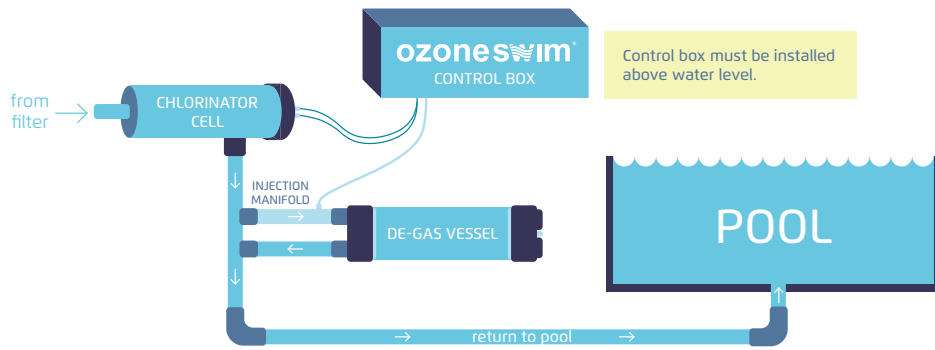 ozoneswim®
CONTROL BOX
Control box must be installed
above water level.
from
filter
CHLORINATOR
CELL
INJECTION
MANIFOLD
DE-GAS VESSEL
POOL
return to pool